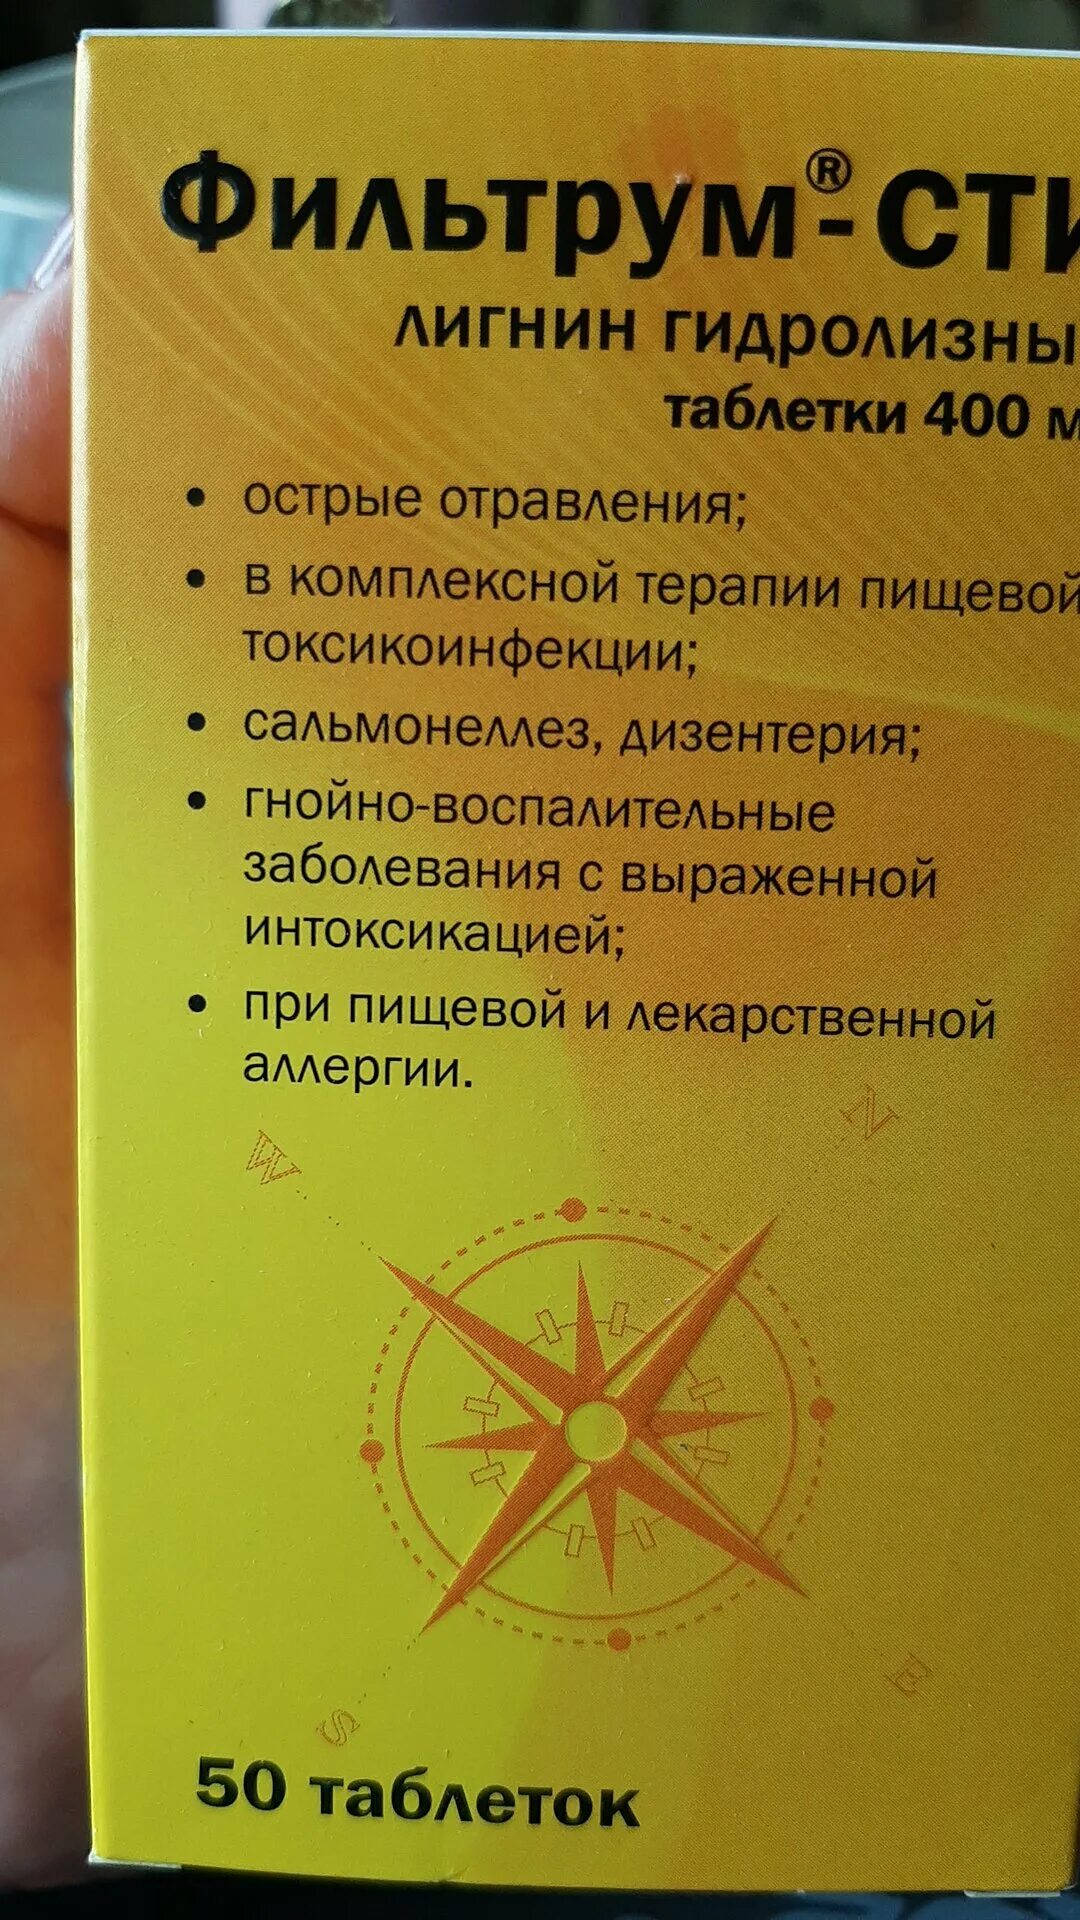 Фильтрум®-СТИ
лигнин гидролизны
таблетки 400 м
• острые отравления;
• в комплексной терапии пищевой
токсикоинфекции;
• сальмонеллез, дизентерия;
• гнойно-воспалительные
заболевания с выраженной
интоксикацией;
• при пищевой и лекарственной
аллергии.
W N
S E
50 таблеток